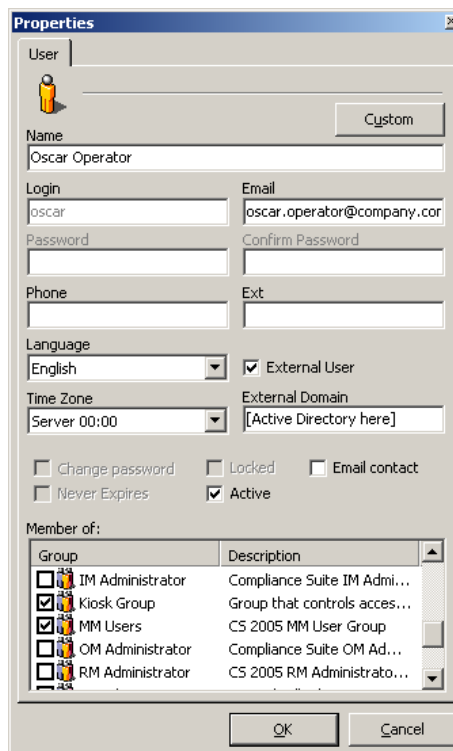 Properties
User
Custom
Name
Oscar Operator
Login
Email
oscar
oscar.operator@company.cor
Password
Confirm Password
Phone
Ext
Language
English
External User
Time Zone
External Domain
Server 00:00
[Active Directory here]
Change password
Locked
Email contact
Never Expires
Active
Member of:
Group
Description
IM Administrator
Compliance Suite IM Admi...
Kiosk Group
Group that controls acces...
MM Users
CS 2005 MM User Group
OM Administrator
Compliance Suite OM Ad...
RM Administrator
CS 2005 RM Administrato...
OK
Cancel